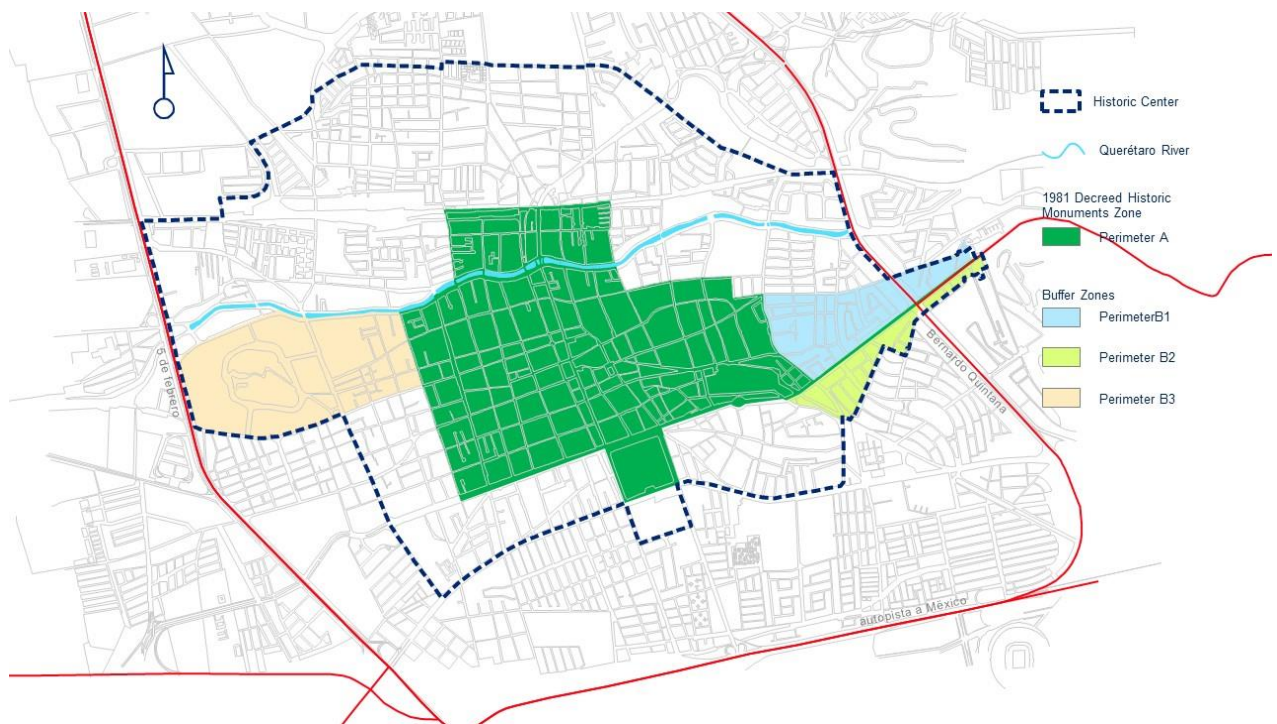 Historic Center
Querétaro River
1981 Decreed Historic
Monuments Zone
Perimeter A
Buffer Zones
PerimeterB1
Perimeter B2
Perimeter B3
5 de febrero
Bernardo Quintana
autopista a México